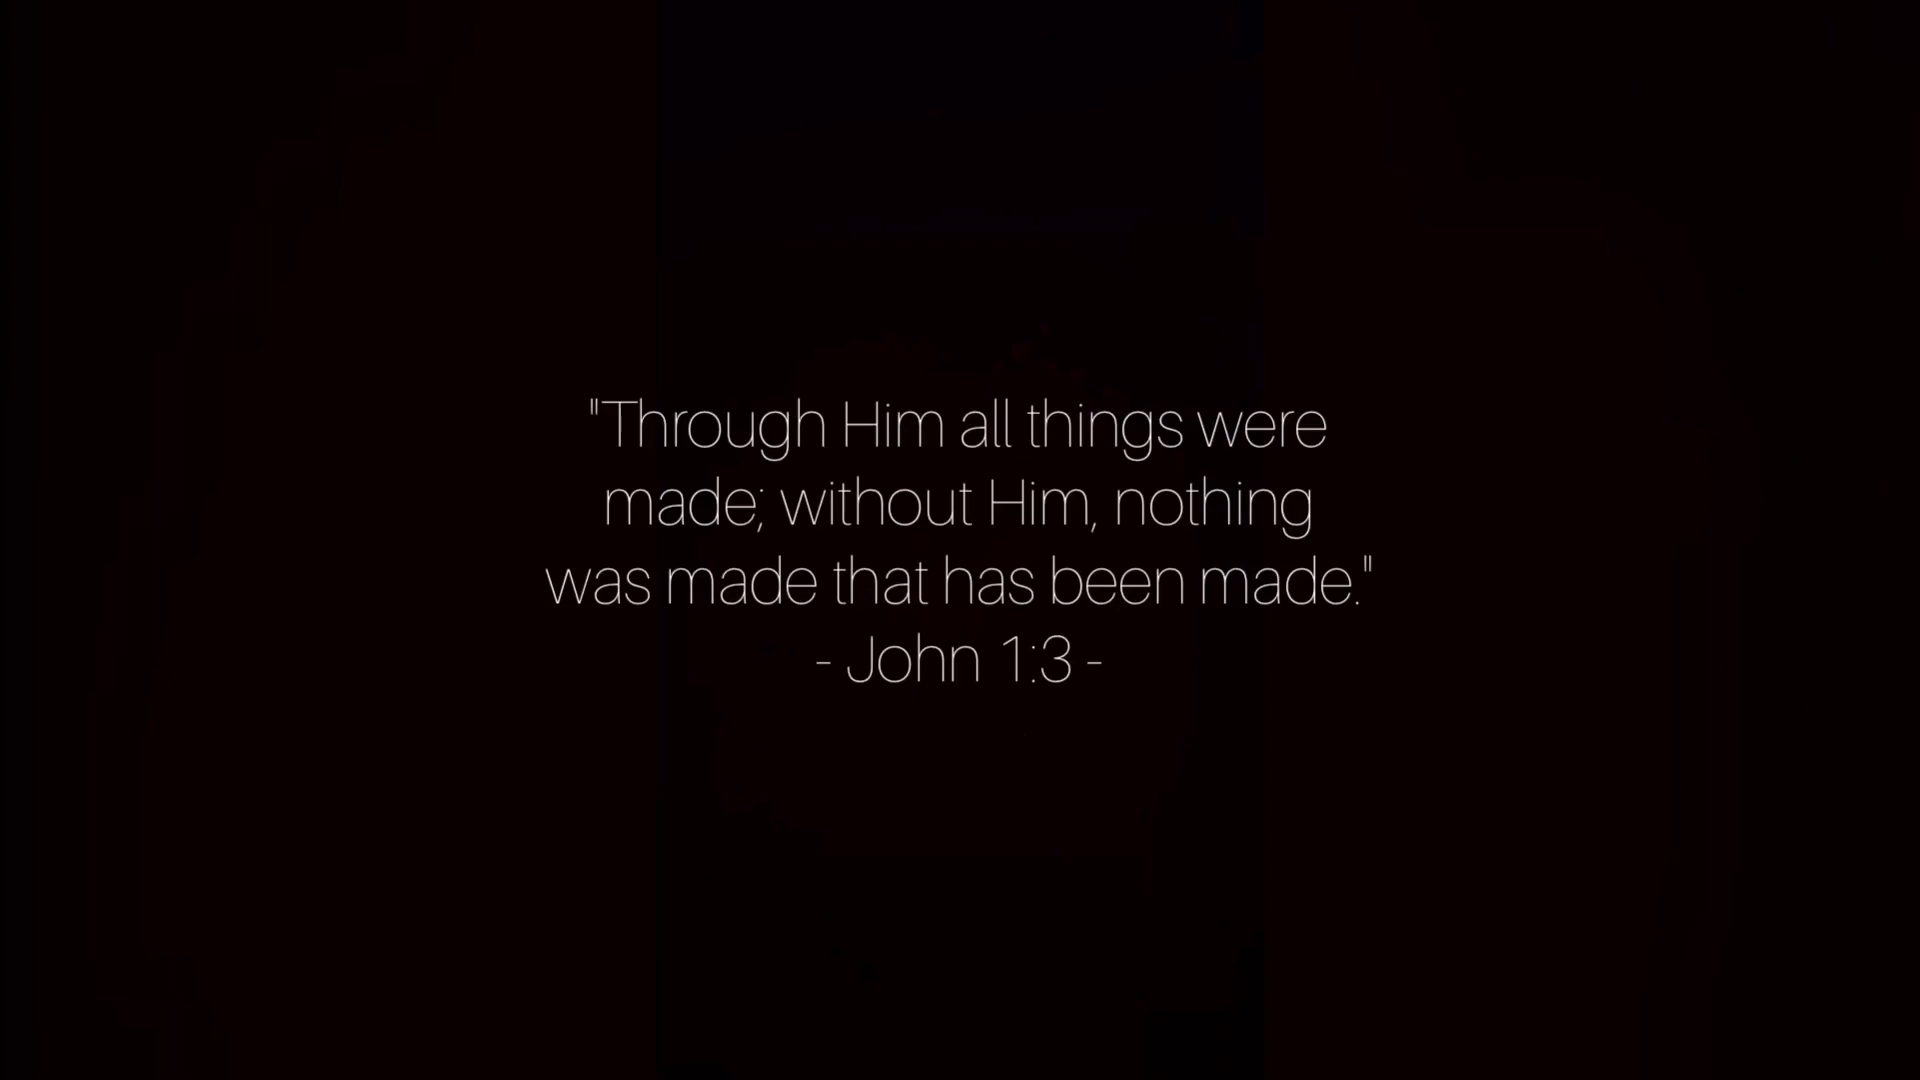 "Through Him all things were
made; without Him, nothing
was made that has been made."
- John 1:3 -